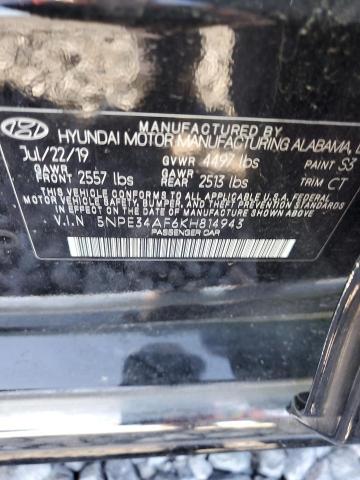 MANUFACTURED BY
HYUNDAI MOTOR MANUFACTURING ALABAMA,
Jul/22/19 GVWR 4497 lbs PAINT S3
GAWR FRONT 2557 lbs GAWR REAR 2513 lbs TRIM CT
THIS VEHICLE CONFORMS TO ALL APPLICABLE U.S.A. FEDERAL
MOTOR VEHICLE SAFETY, BUMPER, AND THEFT PREVENTION
STANDARDS IN EFFECT ON THE DATE OF MANUFACTURE SHOWN ABOVE.
V.I.N 5NPE34AF6KH814943
PASSENGER CAR